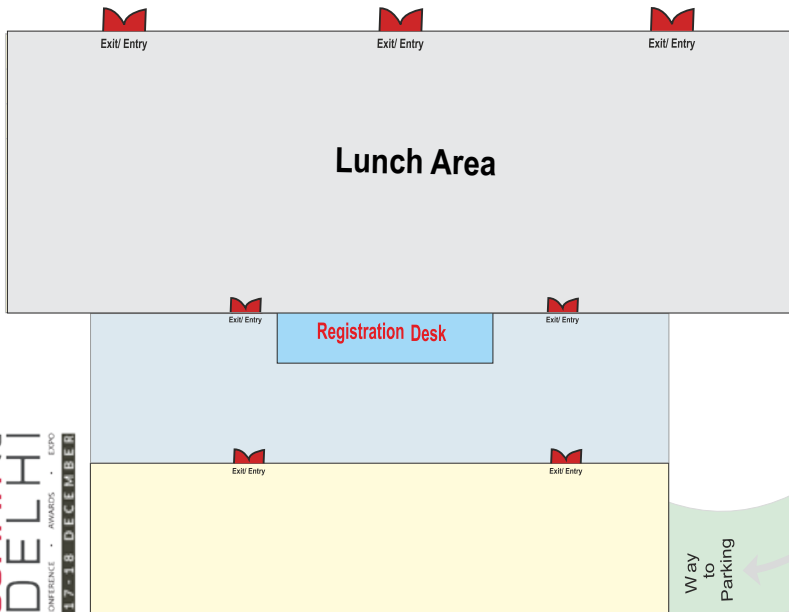 Exit/ Entry
Exit/ Entry
Exit/ Entry
Lunch Area
Exit/ Entry
Exit/ Entry
Registration Desk
Exit/ Entry
Exit/ Entry
Way
to
Parking
DELHI
CONFERENCE • AWARDS • EXPO
17-18 DECEMBER